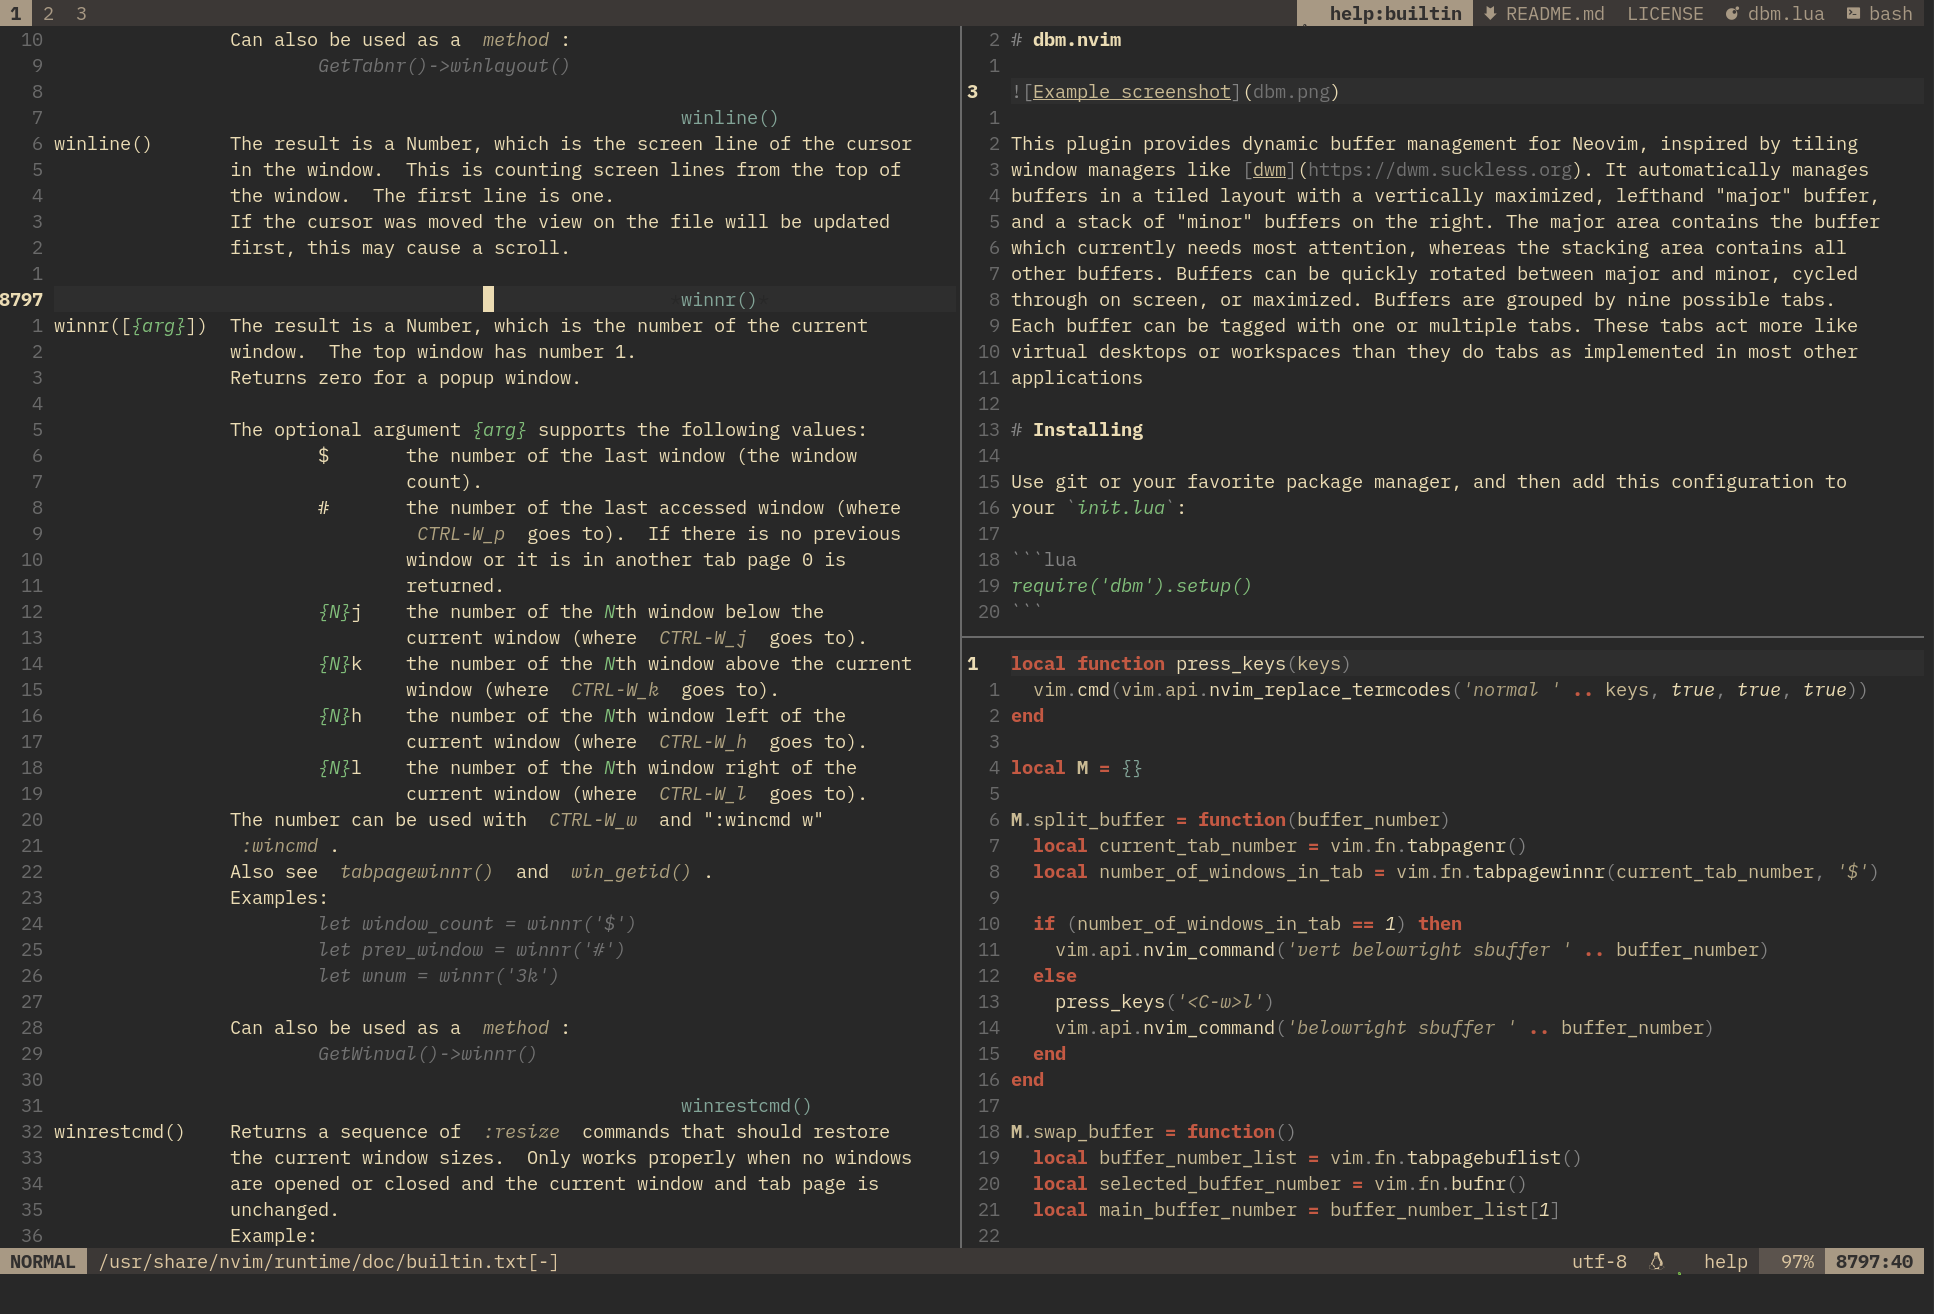 1 2 3 help:builtin README.md LICENSE dbm.lua bash
10 Can also be used as a method :
9 GetTabnr()->winlayout()
8
7 winline()
6 winline() The result is a Number, which is the screen line of the cursor
5 in the window. This is counting screen lines from the top of
4 the window. The first line is one.
3 If the cursor was moved the view on the file will be updated
2 first, this may cause a scroll.
1
8797 winnr()
1 winnr([{arg}]) The result is a Number, which is the number of the current
2 window. The top window has number 1.
3 Returns zero for a popup window.
4
5 The optional argument {arg} supports the following values:
6 $ the number of the last window (the window
7 count).
8 # the number of the last accessed window (where
9 CTRL-W_p goes to). If there is no previous
10 window or it is in another tab page 0 is
11 returned.
12 {N}j the number of the Nth window below the
13 current window (where CTRL-W_j goes to).
14 {N}k the number of the Nth window above the current
15 window (where CTRL-W_k goes to).
16 {N}h the number of the Nth window left of the
17 current window (where CTRL-W_h goes to).
18 {N}l the number of the Nth window right of the
19 current window (where CTRL-W_l goes to).
20 The number can be used with CTRL-W_w and ":wincmd w"
21 :wincmd .
22 Also see tabpagewinnr() and win_getid() .
23 Examples:
24 let window_count = winnr('$')
25 let prev_window = winnr('#')
26 let wnum = winnr('3k')
27
28 Can also be used as a method :
29 GetWinval()->winnr()
30
31 winrestcmd()
32 winrestcmd() Returns a sequence of :resize commands that should restore
33 the current window sizes. Only works properly when no windows
34 are opened or closed and the current window and tab page is
35 unchanged.
36 Example:
2 # dbm.nvim
1
3 ![Example screenshot](dbm.png)
1
2 This plugin provides dynamic buffer management for Neovim, inspired by tiling
3 window managers like [dwm](https://dwm.suckless.org). It automatically manages
4 buffers in a tiled layout with a vertically maximized, lefthand "major" buffer,
5 and a stack of "minor" buffers on the right. The major area contains the buffer
6 which currently needs most attention, whereas the stacking area contains all
7 other buffers. Buffers can be quickly rotated between major and minor, cycled
8 through on screen, or maximized. Buffers are grouped by nine possible tabs.
9 Each buffer can be tagged with one or multiple tabs. These tabs act more like
10 virtual desktops or workspaces than they do tabs as implemented in most other
11 applications
12
13 # Installing
14
15 Use git or your favorite package manager, and then add this configuration to
16 your `init.lua`:
17
18 ```lua
19 require('dbm').setup()
20 ```
1 local function press_keys(keys)
1 vim.cmd(vim.api.nvim_replace_termcodes('normal ' .. keys, true, true, true))
2 end
3
4 local M = {}
5
6 M.split_buffer = function(buffer_number)
7 local current_tab_number = vim.fn.tabpagenr()
8 local number_of_windows_in_tab = vim.fn.tabpagewinnr(current_tab_number, '$')
9
10 if (number_of_windows_in_tab == 1) then
11 vim.api.nvim_command('vert belowright sbuffer ' .. buffer_number)
12 else
13 press_keys('<C-w>l')
14 vim.api.nvim_command('belowright sbuffer ' .. buffer_number)
15 end
16 end
17
18 M.swap_buffer = function()
19 local buffer_number_list = vim.fn.tabpagebuflist()
20 local selected_buffer_number = vim.fn.bufnr()
21 local main_buffer_number = buffer_number_list[1]
22
NORMAL /usr/share/nvim/runtime/doc/builtin.txt[-] utf-8 help 97% 8797:40